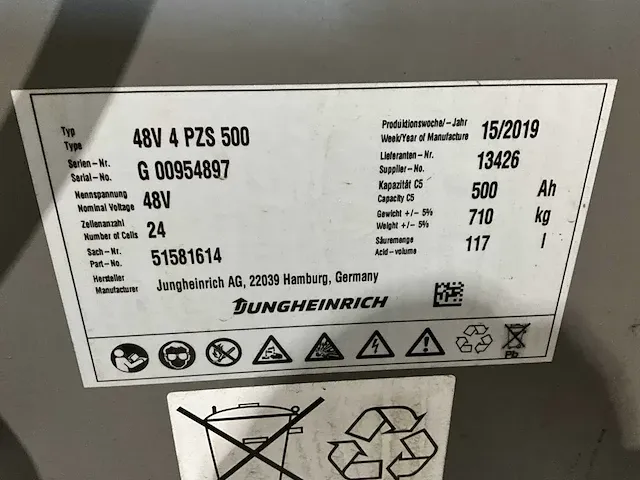 Typ
Type
48V 4 PZS 500
Serien-Nr.
Serial-No.
G 00954897
Nennspannung
Nominal Voltage
48V
Zellenanzahl
Number of Cells
24
Sach-Nr.
Part-No.
51581614
Hersteller
Manufacturer
Jungheinrich AG, 22039 Hamburg, Germany
Produktionswoche/-Jahr
Week/Year of Manufacture
15/2019
Lieferanten-Nr.
Supplier-No.
13426
Kapazität C5
Capacity C5
500 Ah
Gewicht +/- 5%
Weight +/- 5%
710 kg
Säuremenge
Acid-volume
117 l
JUNGHEINRICH
Pb